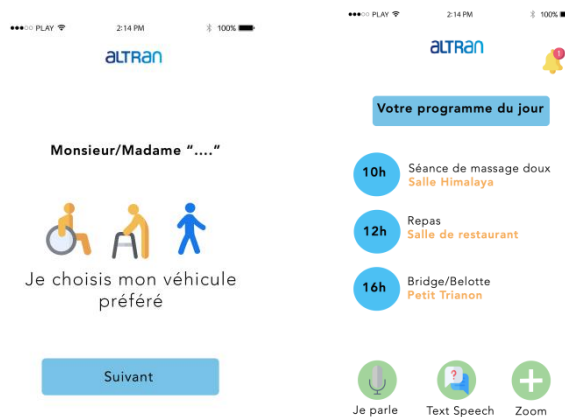 PLAY 2:14 PM 100%
ALTRAN
Monsieur/Madame "...."
Je choisis mon véhicule
préféré
Suivant
PLAY 2:14 PM 100%
ALTRAN
1
Votre programme du jour
10h
Séance de massage doux
Salle Himalaya
12h
Repas
Salle de restaurant
16h
Bridge/Belotte
Petit Trianon
?
Je parle Text Speech Zoom